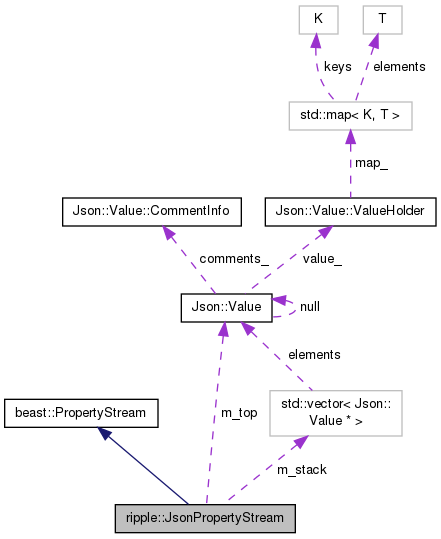 K
T
keys
elements
std::map< K, T >
map_
Json::Value::CommentInfo
Json::Value::ValueHolder
comments_
value_
Json::Value
null
elements
beast::PropertyStream
m_top
std::vector< Json::
Value * >
m_stack
ripple::JsonPropertyStream